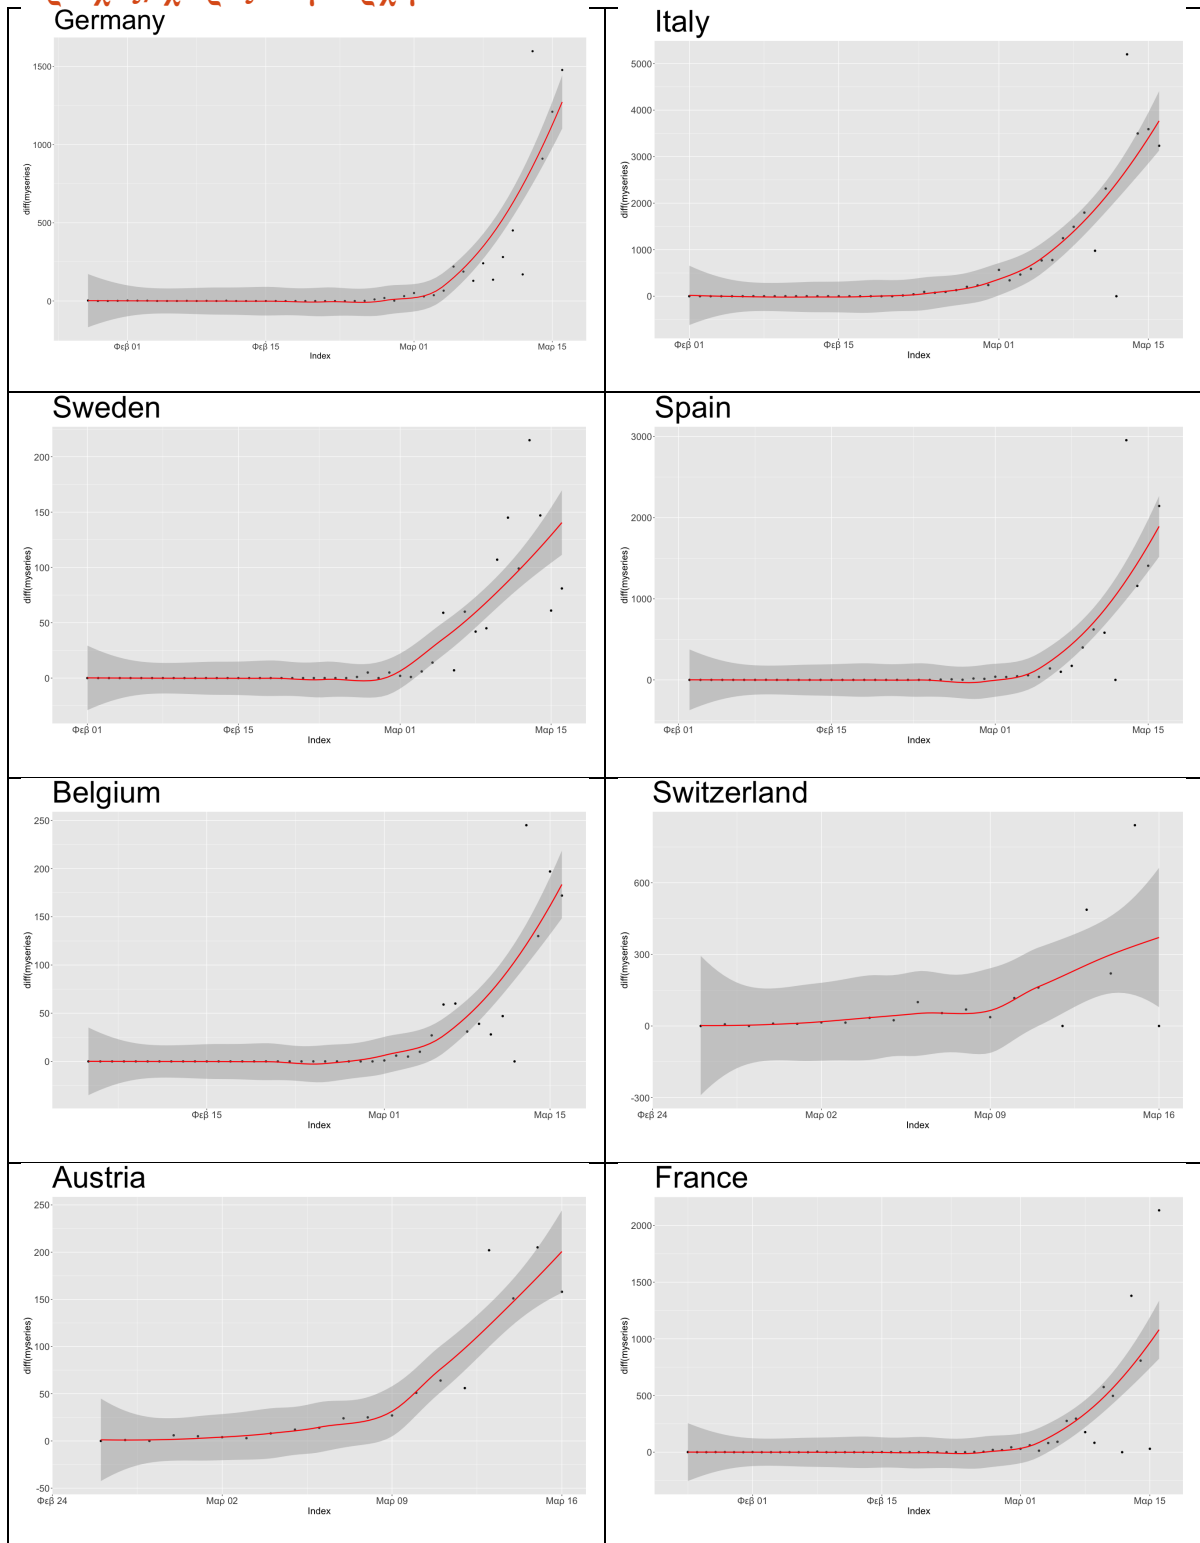 Germany
1500
1000
500
0
diff(myseries)
Φεβ 01
Φεβ 15
Μαρ 01
Μαρ 15
Index
Italy
5000
4000
3000
2000
1000
0
diff(myseries)
Φεβ 01
Φεβ 15
Μαρ 01
Μαρ 15
Index
Sweden
200
150
100
50
0
diff(myseries)
Φεβ 01
Φεβ 15
Μαρ 01
Μαρ 15
Index
Spain
3000
2000
1000
0
diff(myseries)
Φεβ 01
Φεβ 15
Μαρ 01
Μαρ 15
Index
Belgium
250
200
150
100
50
0
diff(myseries)
Φεβ 15
Μαρ 01
Μαρ 15
Index
Switzerland
600
300
0
-300
diff(myseries)
Φεβ 24
Μαρ 02
Μαρ 09
Μαρ 16
Index
Austria
250
200
150
100
50
0
-50
diff(myseries)
Φεβ 24
Μαρ 02
Μαρ 09
Μαρ 16
Index
France
2000
1500
1000
500
0
diff(myseries)
Φεβ 01
Φεβ 15
Μαρ 01
Μαρ 15
Index